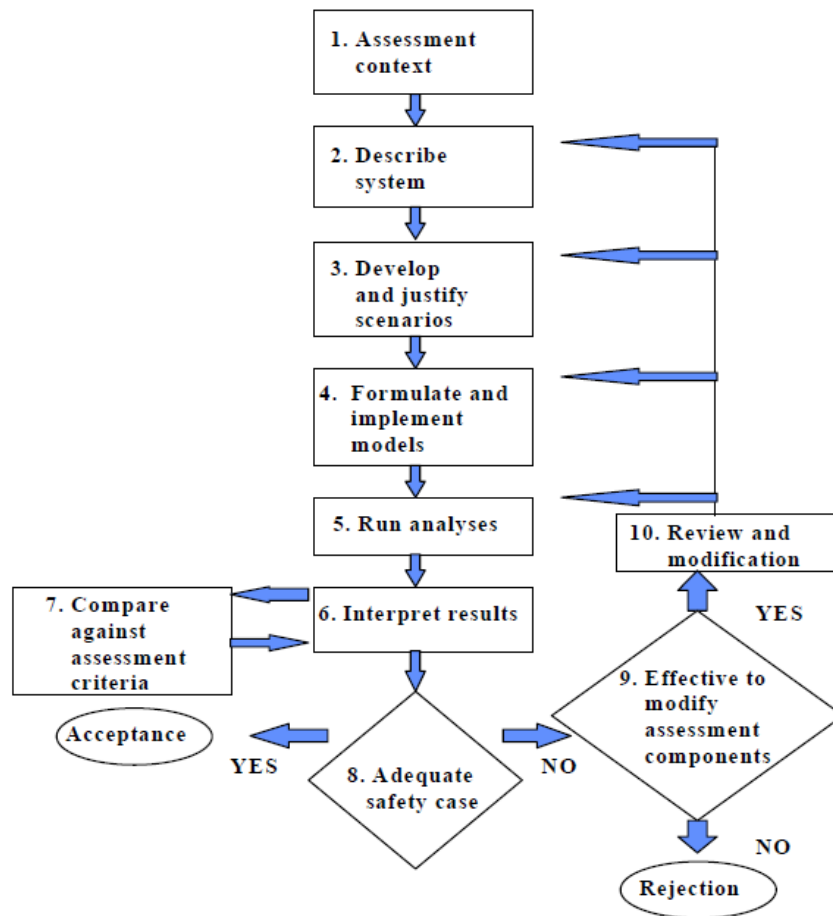 1. Assessment
context
2. Describe
system
3. Develop
and justify
scenarios
4. Formulate and
implement
models
5. Run analyses
10. Review and
modification
6. Interpret results
7. Compare
against
assessment
criteria
YES
9. Effective to
modify
assessment
components
Acceptance
YES
8. Adequate
safety case
NO
NO
Rejection